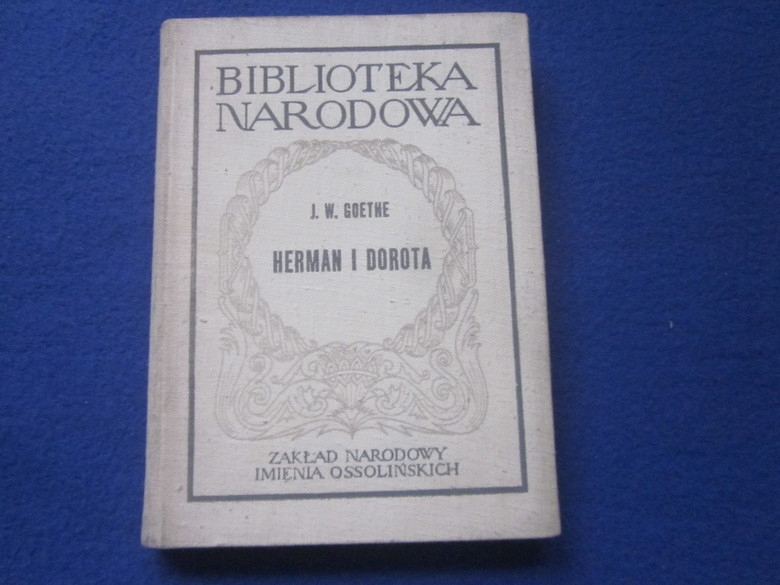 BIBLIOTEKA
NARODOWA
J. W. GOETHE
HERMAN I DOROTA
ZAKŁAD NARODOWY
IMIENIA OSSOLIŃSKICH